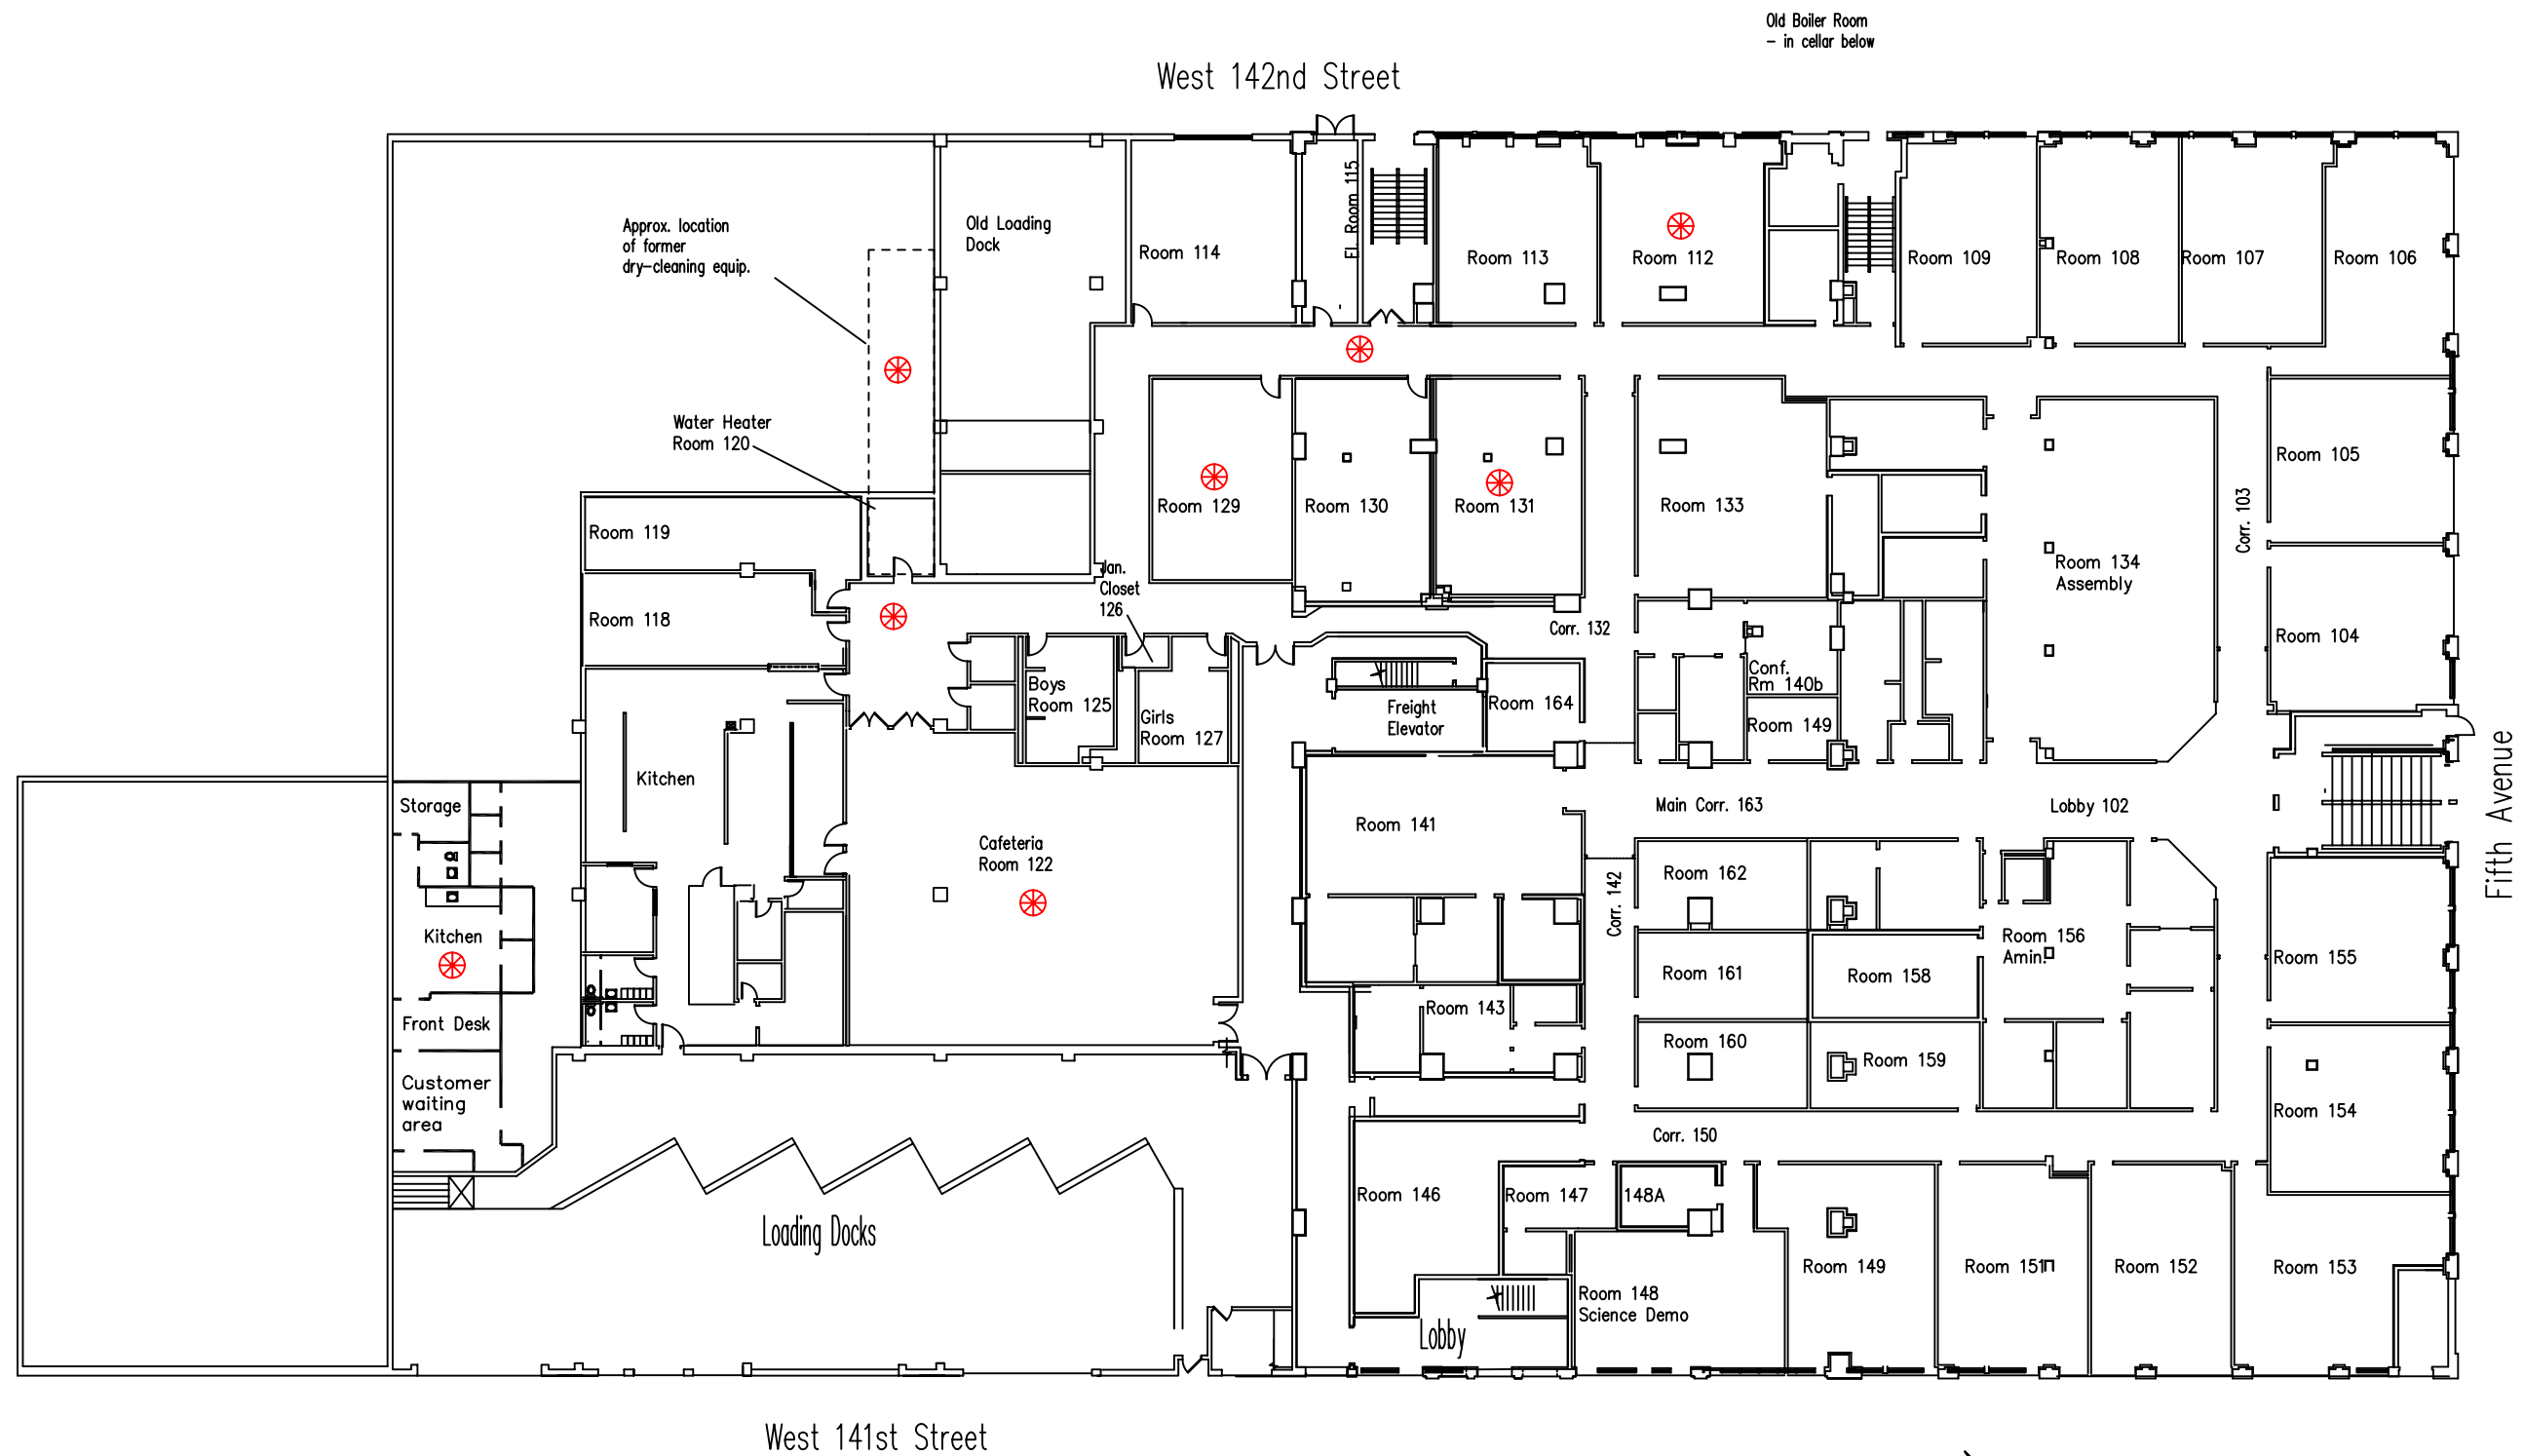 Old Boiler Room
- in cellar below
West 142nd Street
Approx. location
of former
dry-cleaning equip.
Old Loading
Dock
Room 114
El. Room 115
Room 113
Room 112
Room 109
Room 108
Room 107
Room 106
Water Heater
Room 120
Room 119
Room 118
Room 129
Room 130
Room 131
Room 133
Room 134
Assembly
Corr. 103
Room 105
Room 104
Jan.
Closet
126
Corr. 132
Boys
Room 125
Girls
Room 127
Freight
Elevator
Room 164
Conf.
Rm 140b
Room 149
Kitchen
Storage
Cafeteria
Room 122
Room 141
Main Corr. 163
Lobby 102
Fifth Avenue
Corr. 142
Room 162
Room 161
Room 160
Room 158
Room 159
Room 156
Amin.
Room 155
Room 154
Kitchen
Front Desk
Customer
waiting
area
Room 143
Corr. 150
Room 146
Room 147
148A
Room 148
Science Demo
Room 149
Room 151
Room 152
Room 153
Loading Docks
Lobby
West 141st Street